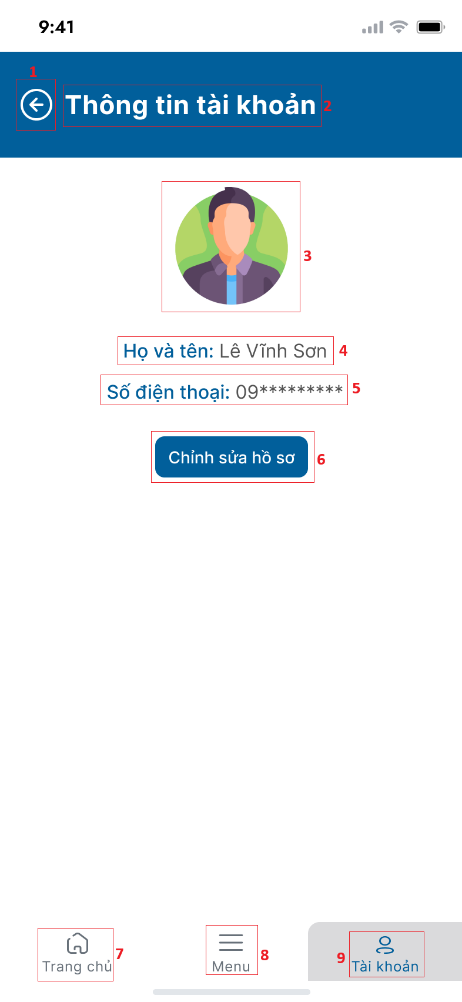 9:41
1
Thông tin tài khoản 2
3
Họ và tên: Lê Vĩnh Sơn 4
Số điện thoại: 09********* 5
Chỉnh sửa hồ sơ 6
7 8 9
Trang chủ Menu Tài khoản